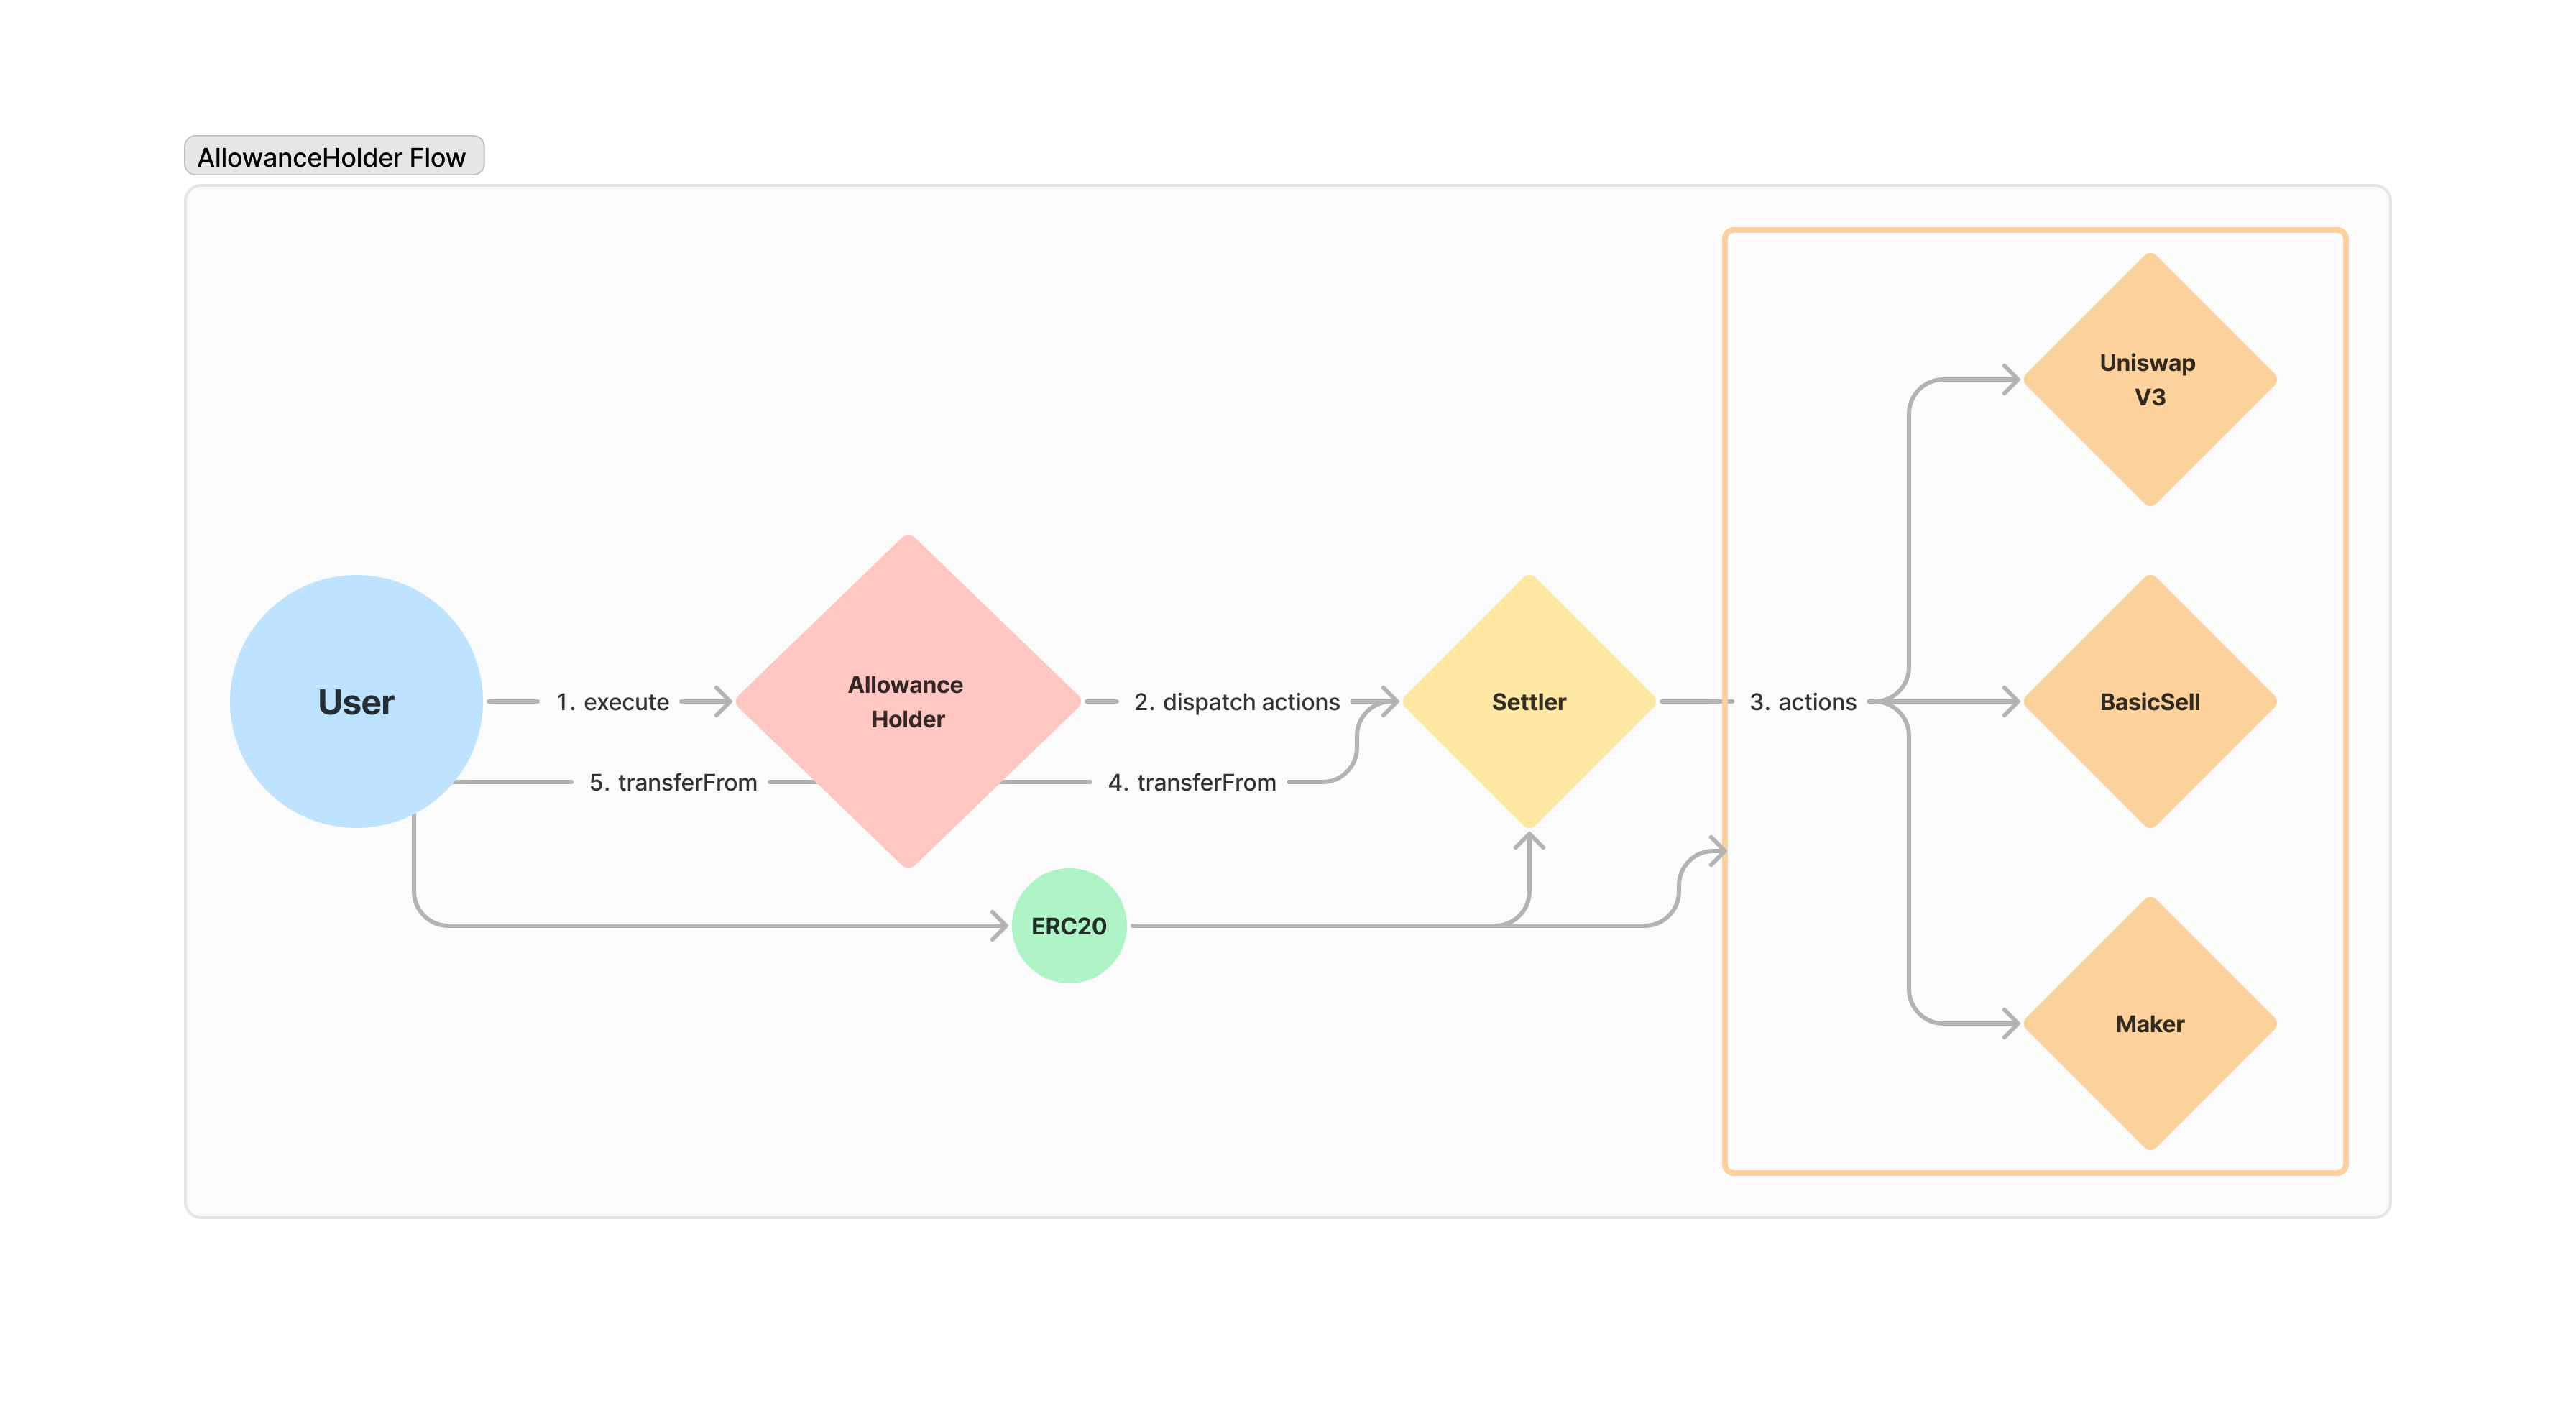 AllowanceHolder Flow
Uniswap
V3
User
1. execute
Allowance
Holder
2. dispatch actions
Settler
3. actions
BasicSell
5. transferFrom
4. transferFrom
ERC20
Maker